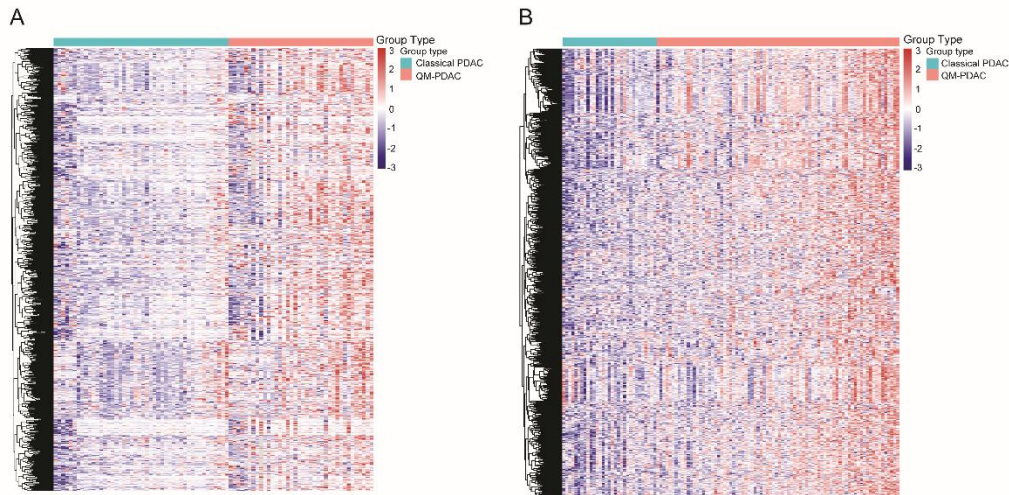 A
Group Type
3
2
1
0
-1
-2
-3
Group type
Classical PDAC
QM-PDAC
B
Group Type
3
2
1
0
-1
-2
-3
Group type
Classical PDAC
QM-PDAC